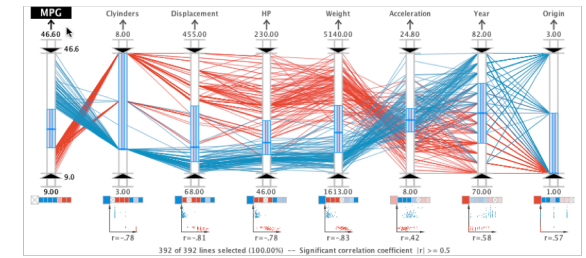 MPG Clyinders Displacement HP Weight Acceleration Year Origin
46.60 8.00 455.00 230.00 5140.00 24.80 82.00 3.00
46.6
9.0
9.00 3.00 68.00 46.00 1613.00 8.00 70.00 1.00
r=-.78 r=-.81 r=-.78 r=-.83 r=.42 r=.58 r=.57
392 of 392 lines selected (100.00%) -- Significant correlation coefficient |r| >= 0.5